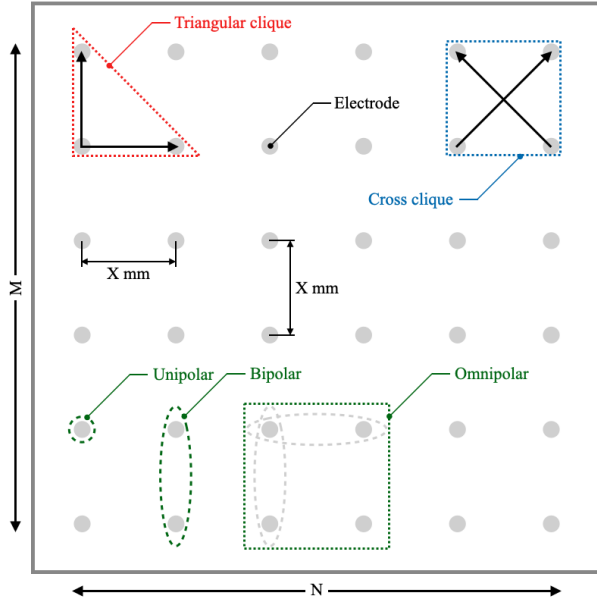 Triangular clique
Electrode
Cross clique
X mm
X mm
M
Unipolar
Bipolar
Omnipolar
N